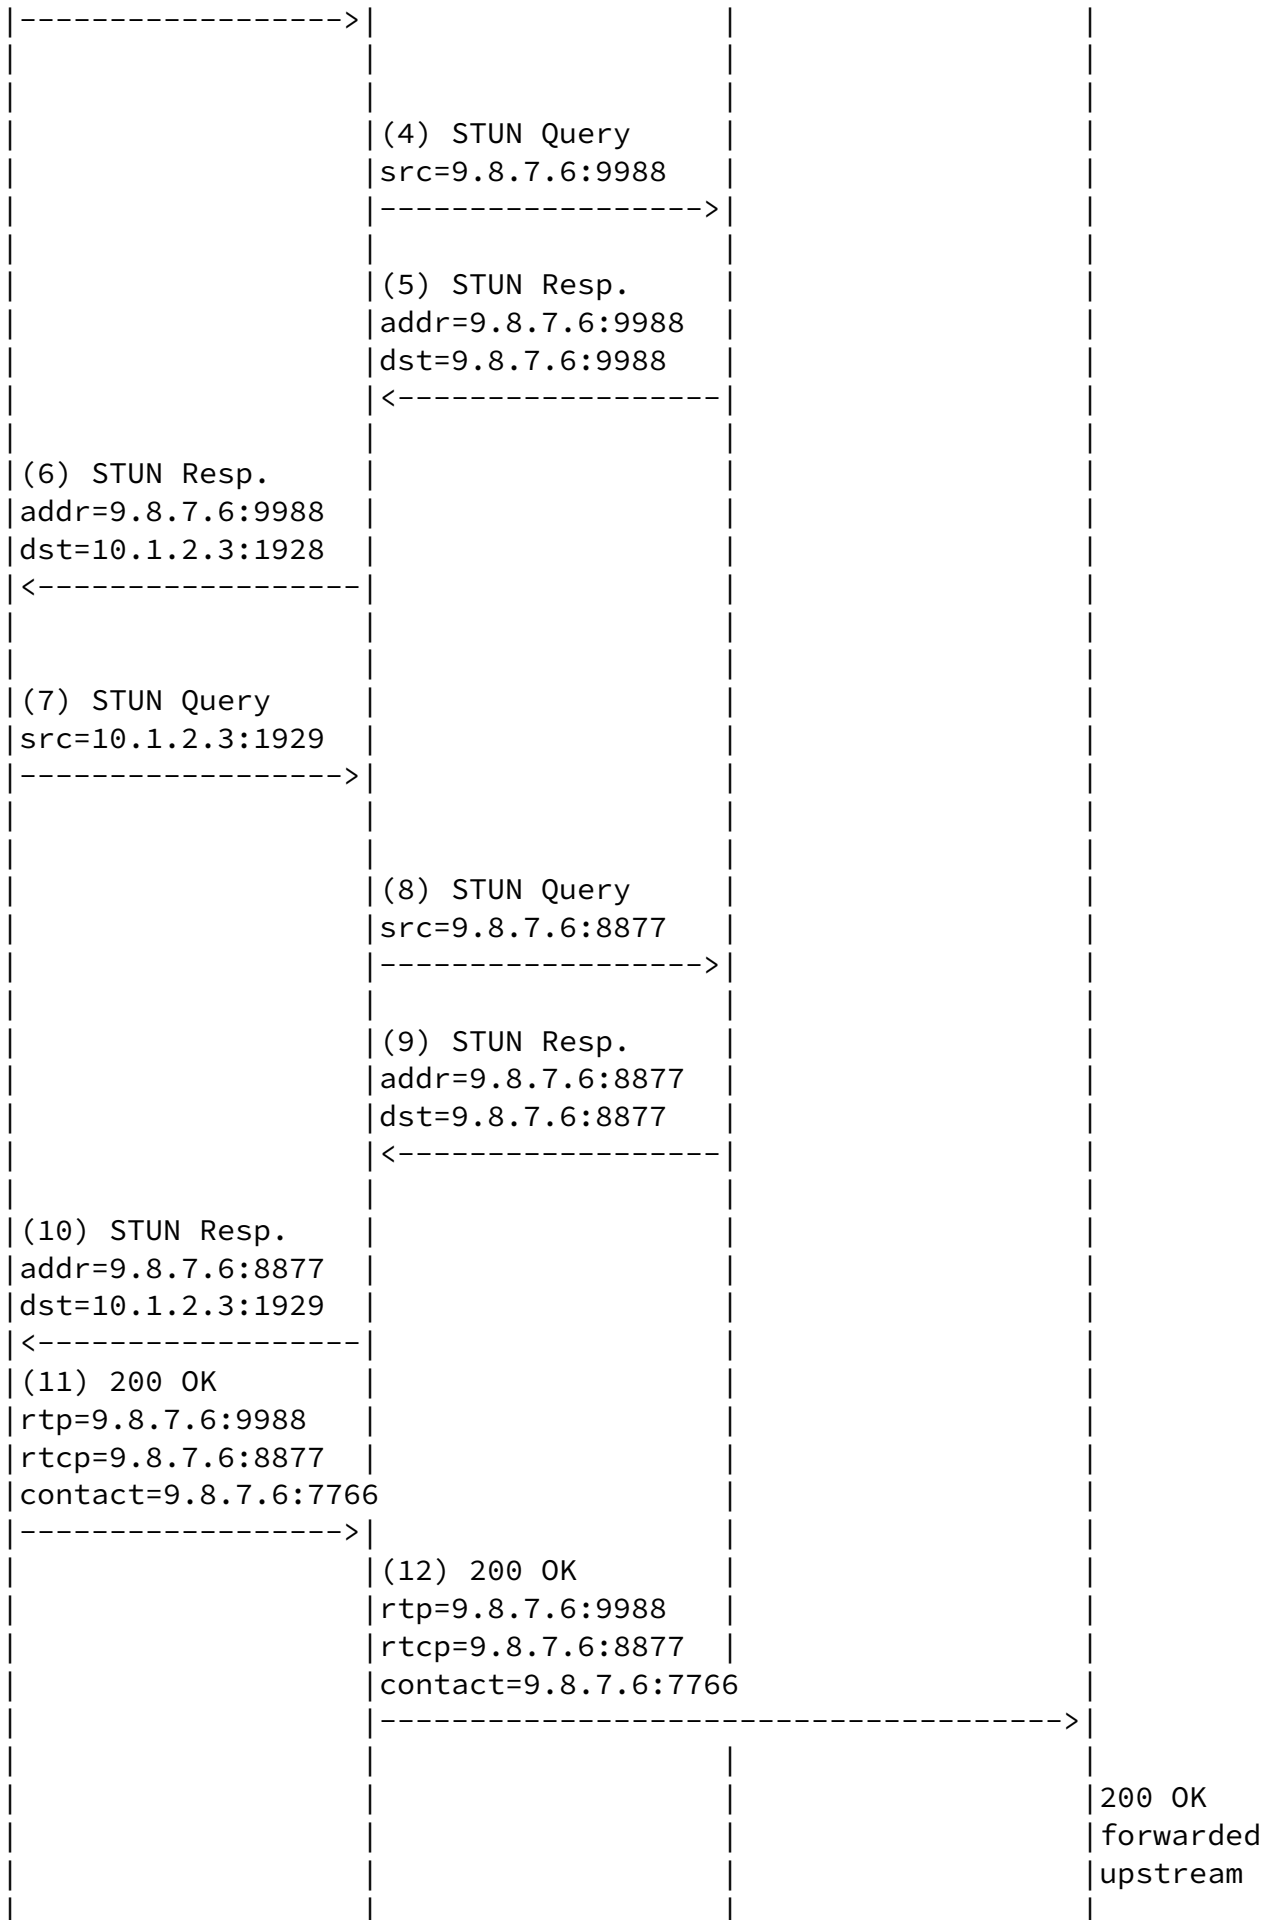 |------------------>|                   |                   |
|                   |                   |                   |
|                   |                   |                   |
|                   |(4) STUN Query     |                   |
|                   |src=9.8.7.6:9988   |                   |
|                   |------------------>|                   |
|                   |                   |                   |
|                   |(5) STUN Resp.     |                   |
|                   |addr=9.8.7.6:9988  |                   |
|                   |dst=9.8.7.6:9988   |                   |
|                   |<------------------|                   |
|                   |                   |                   |
|(6) STUN Resp.     |                   |                   |
|addr=9.8.7.6:9988  |                   |                   |
|dst=10.1.2.3:1928  |                   |                   |
|<------------------|                   |                   |
|                   |                   |                   |
|                   |                   |                   |
|(7) STUN Query     |                   |                   |
|src=10.1.2.3:1929  |                   |                   |
|------------------>|                   |                   |
|                   |                   |                   |
|                   |                   |                   |
|                   |(8) STUN Query     |                   |
|                   |src=9.8.7.6:8877   |                   |
|                   |------------------>|                   |
|                   |                   |                   |
|                   |(9) STUN Resp.     |                   |
|                   |addr=9.8.7.6:8877  |                   |
|                   |dst=9.8.7.6:8877   |                   |
|                   |<------------------|                   |
|                   |                   |                   |
|(10) STUN Resp.    |                   |                   |
|addr=9.8.7.6:8877  |                   |                   |
|dst=10.1.2.3:1929  |                   |                   |
|<------------------|                   |                   |
|(11) 200 OK        |                   |                   |
|rtp=9.8.7.6:9988   |                   |                   |
|rtcp=9.8.7.6:8877  |                   |                   |
|contact=9.8.7.6:7766                   |                   |
|------------------>|                   |                   |
|                   |(12) 200 OK        |                   |
|                   |rtp=9.8.7.6:9988   |                   |
|                   |rtcp=9.8.7.6:8877  |                   |
|                   |contact=9.8.7.6:7766                   |
|                   |-------------------------------------->|
|                   |                   |                   |
|                   |                   |                   |200 OK
|                   |                   |                   |forwarded
|                   |                   |                   |upstream
|                   |                   |                   |